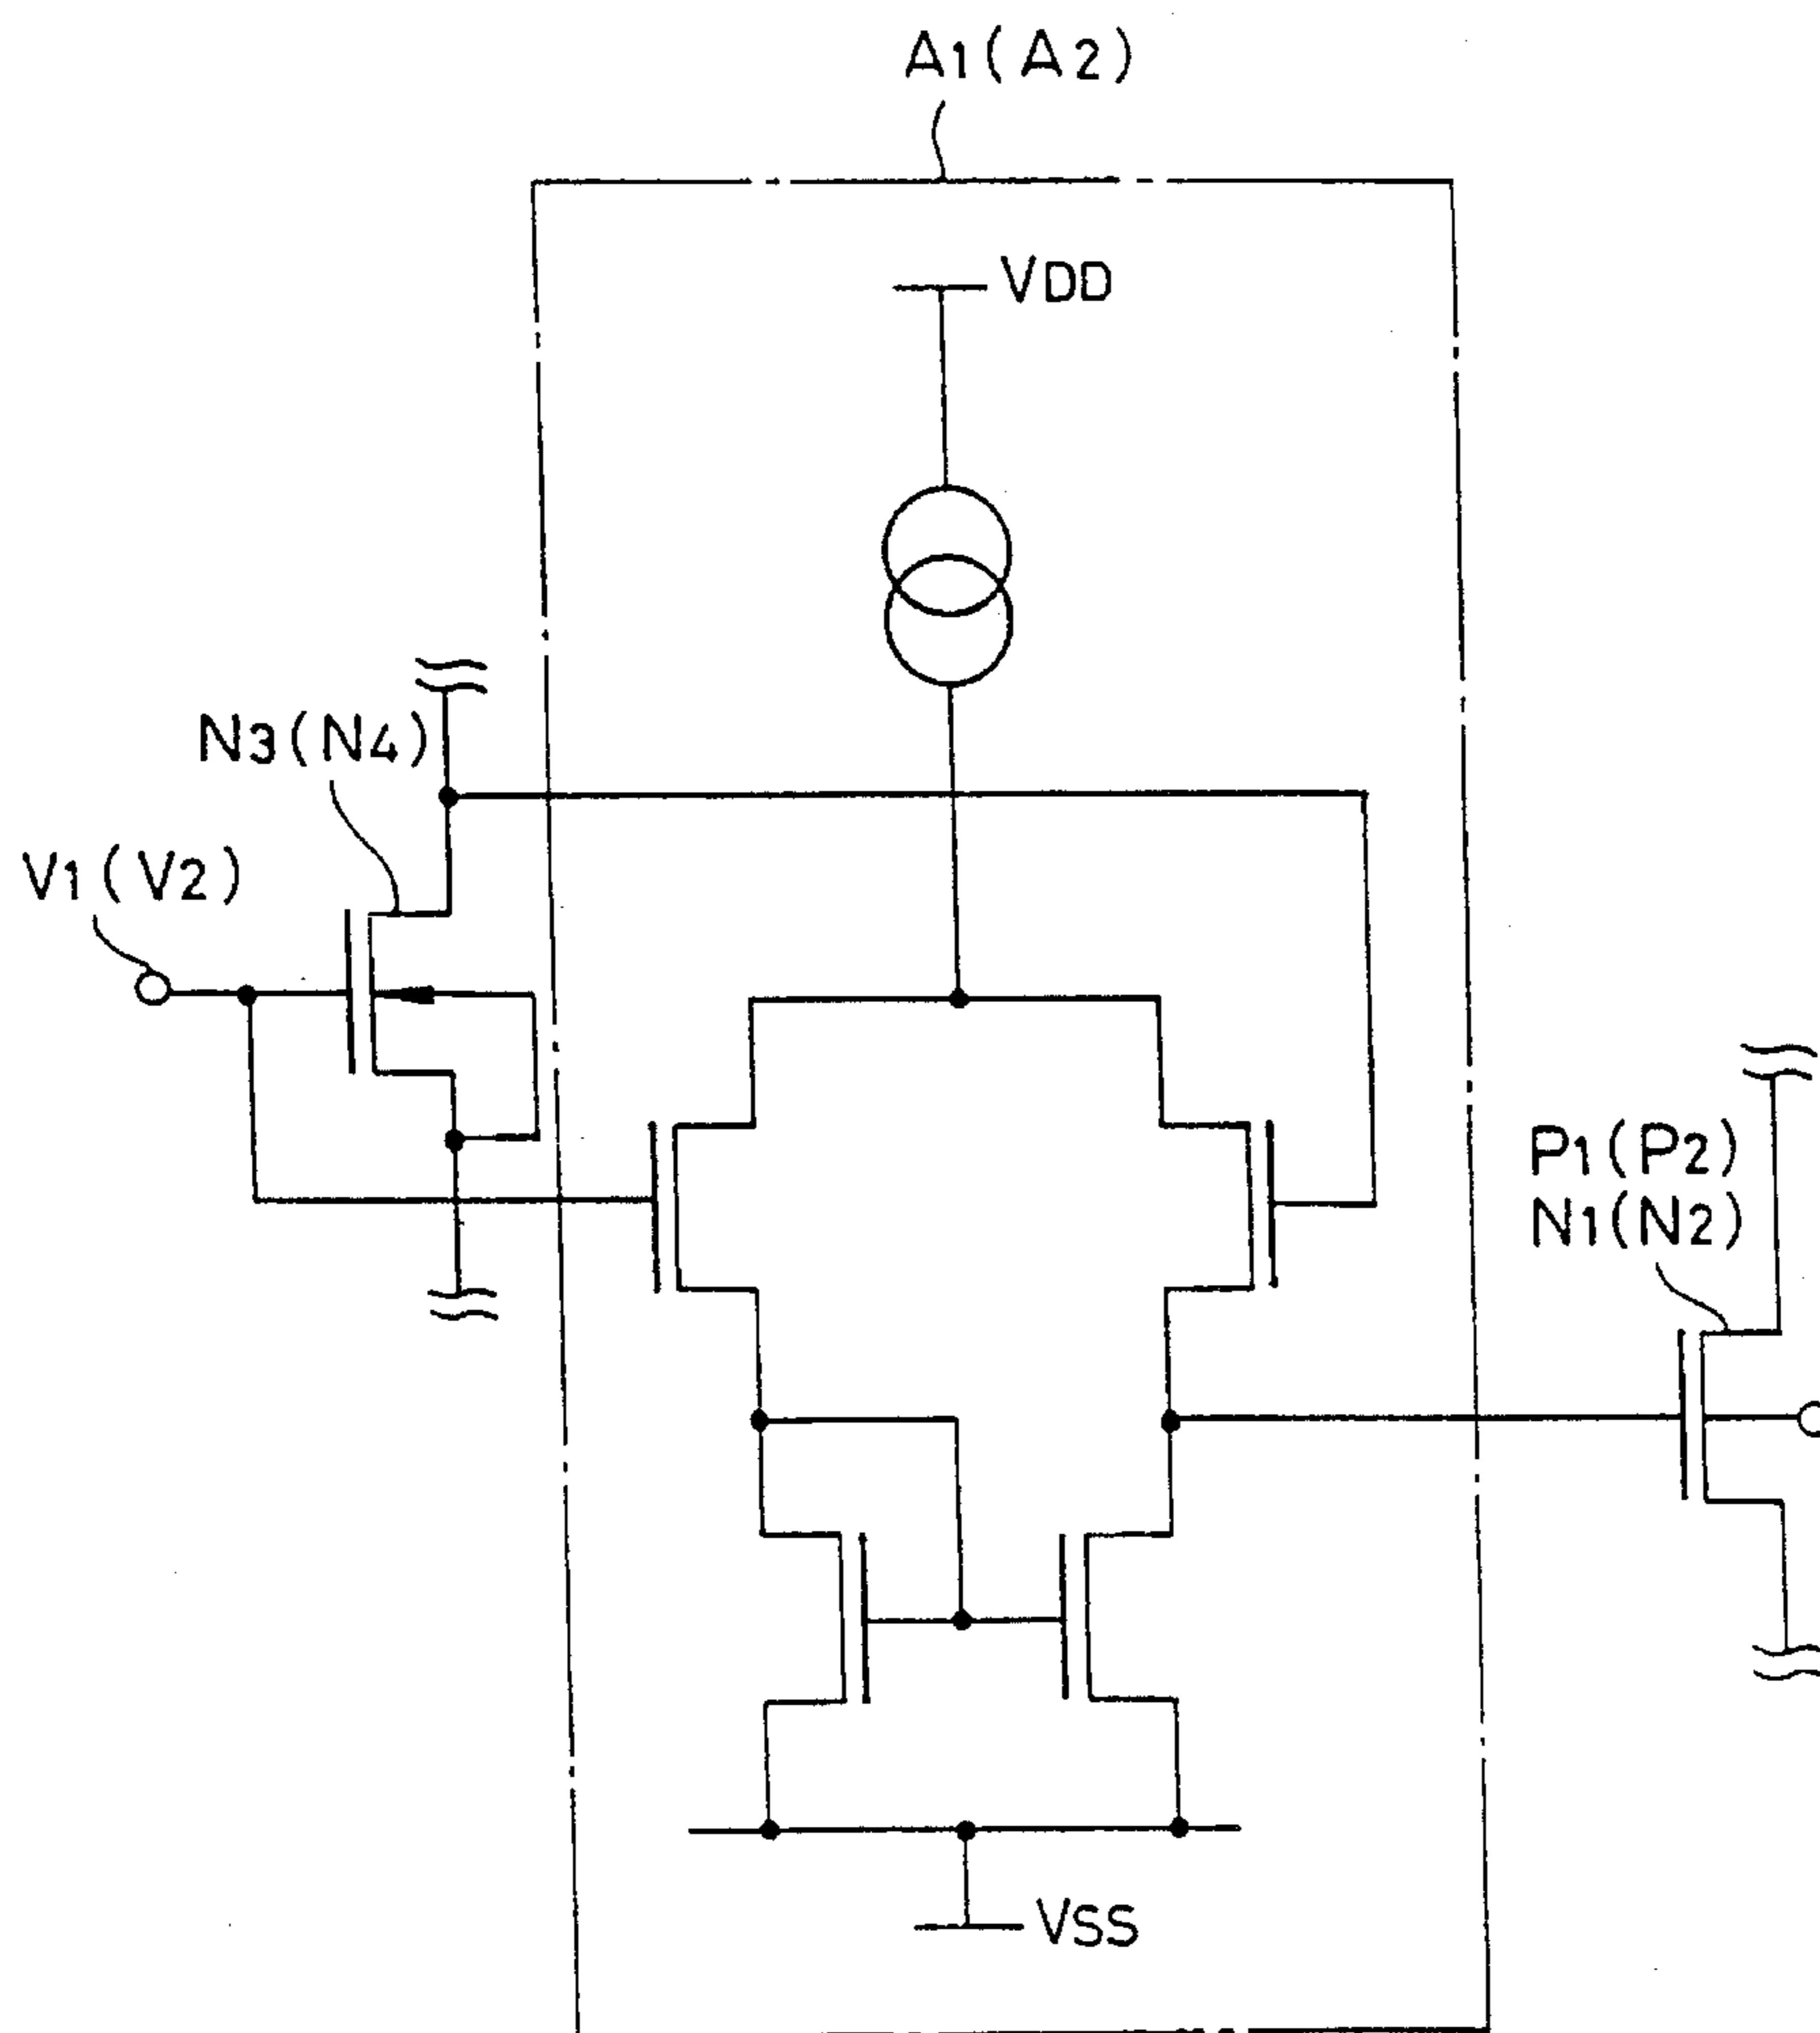 A1(A2)
VDD
N3(N4)
V1(V2)
P1(P2)
N1(N2)
VSS